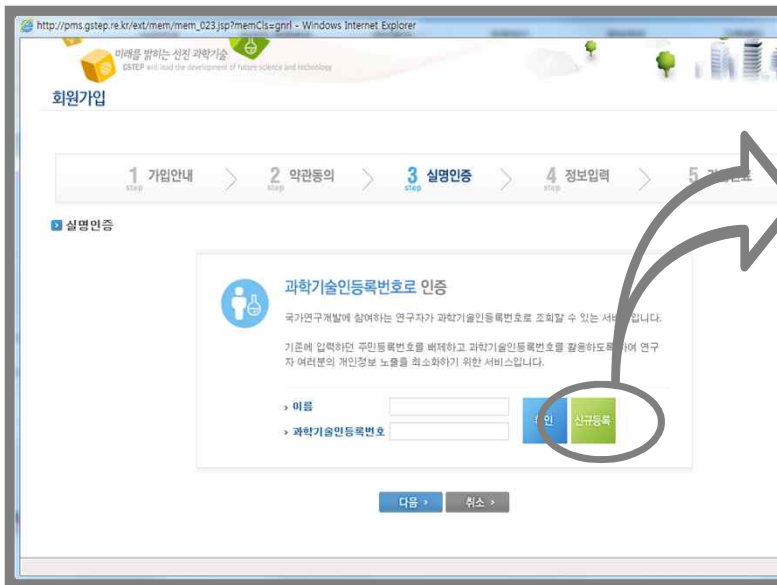 http://pms.gstep.re.kr/ext/mem/mem_023.jsp?memCls=gnrl - Windows Internet Explorer
미래를 밝히는 선진 과학기술
GSTEP will lead the development of future science and technology
회원가입
1 step 가입안내
2 step 약관동의
3 step 실명인증
4 step 정보입력
5
실명인증
과학기술인등록번호로 인증
국가연구개발에 참여하는 연구자가 과학기술인등록번호로 조회할 수 있는 서비스입니다.
기존에 입력하던 주민등록번호를 배제하고 과학기술인등록번호를 활용하도록 하여 연구
자 여러분의 개인정보 노출을 최소화하기 위한 서비스입니다.
이름
과학기술인등록번호
확인 신규등록
다음 취소